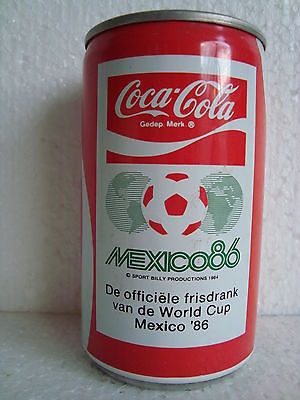 Coca-Cola
Gedep. Merk. ®
MEXICO86
© SPORT BILLY PRODUCTIONS 1984
De officiële frisdrank
van de World Cup
Mexico '86